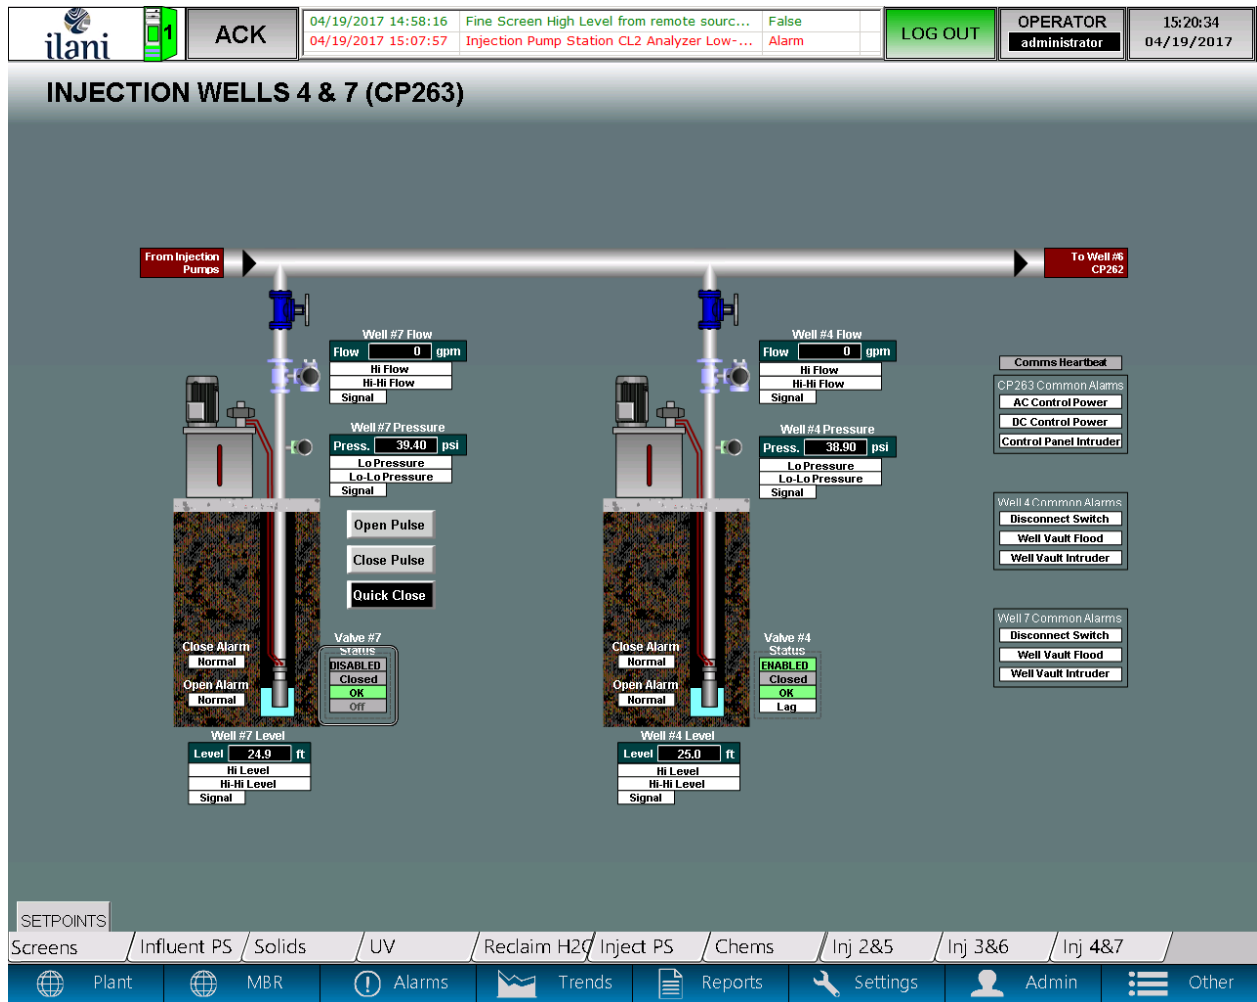 ilani
1
ACK
04/19/2017 14:58:16 Fine Screen High Level from remote sourc... False
04/19/2017 15:07:57 Injection Pump Station CL2 Analyzer Low-... Alarm
LOG OUT
OPERATOR
administrator
15:20:34
04/19/2017
INJECTION WELLS 4 & 7 (CP263)
From Injection
Pumps
To Well #6
CP262
Well #7 Flow
Flow 0 gpm
Hi Flow
Hi-Hi Flow
Signal
Well #7 Pressure
Press. 39.40 psi
Lo Pressure
Lo-Lo Pressure
Signal
Open Pulse
Close Pulse
Quick Close
Close Alarm
Normal
Open Alarm
Normal
Valve #7
Status
DISABLED
Closed
OK
Off
Well #7 Level
Level 24.9 ft
Hi Level
Hi-Hi Level
Signal
Well #4 Flow
Flow 0 gpm
Hi Flow
Hi-Hi Flow
Signal
Well #4 Pressure
Press. 38.90 psi
Lo Pressure
Lo-Lo Pressure
Signal
Close Alarm
Normal
Open Alarm
Normal
Valve #4
Status
ENABLED
Closed
OK
Lag
Well #4 Level
Level 25.0 ft
Hi Level
Hi-Hi Level
Signal
Comms Heartbeat
CP263 Common Alarms
AC Control Power
DC Control Power
Control Panel Intruder
Well 4 Common Alarms
Disconnect Switch
Well Vault Flood
Well Vault Intruder
Well 7 Common Alarms
Disconnect Switch
Well Vault Flood
Well Vault Intruder
SETPOINTS
Screens Influent PS Solids UV Reclaim H2O Inject PS Chems Inj 2&5 Inj 3&6 Inj 4&7
Plant MBR Alarms Trends Reports Settings Admin Other